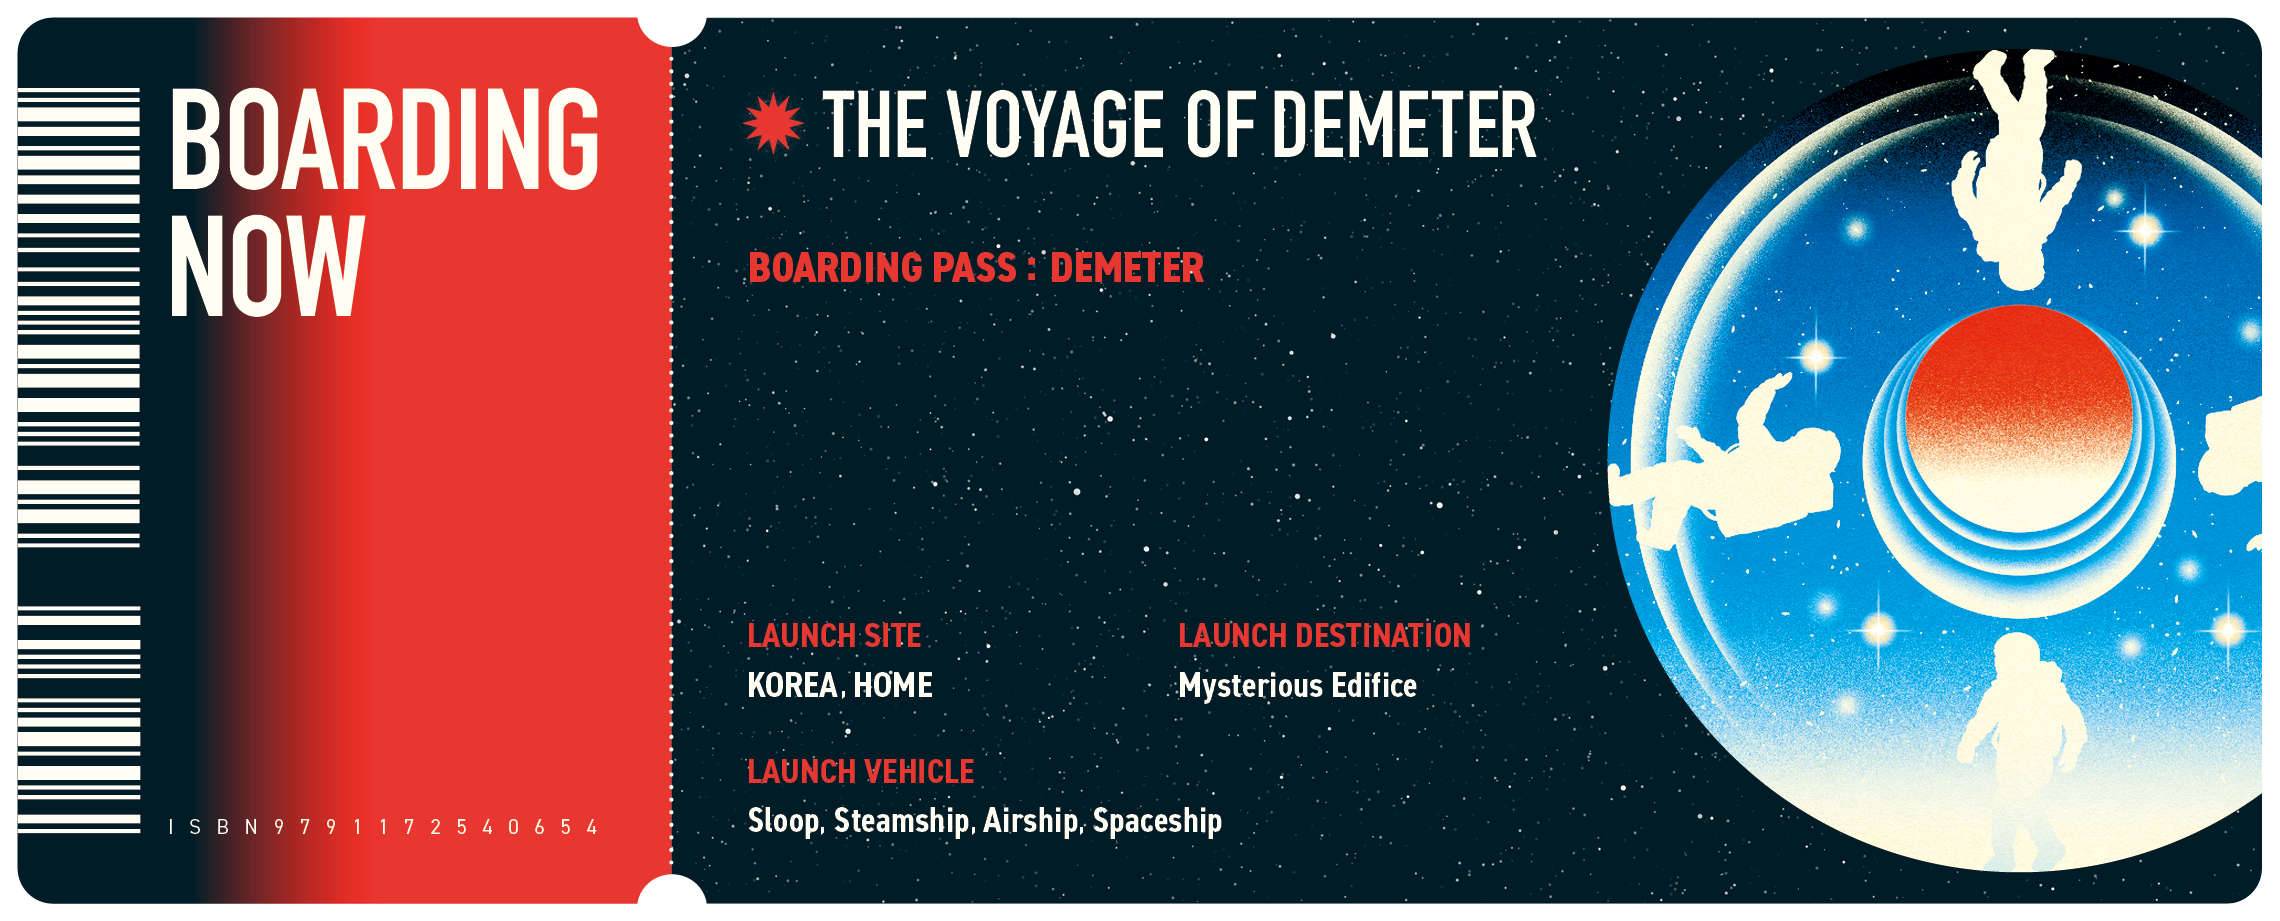 BOARDING
NOW
ISBN9791172540654
THE VOYAGE OF DEMETER
BOARDING PASS : DEMETER
LAUNCH SITE
KOREA, HOME
LAUNCH DESTINATION
Mysterious Edifice
LAUNCH VEHICLE
Sloop, Steamship, Airship, Spaceship